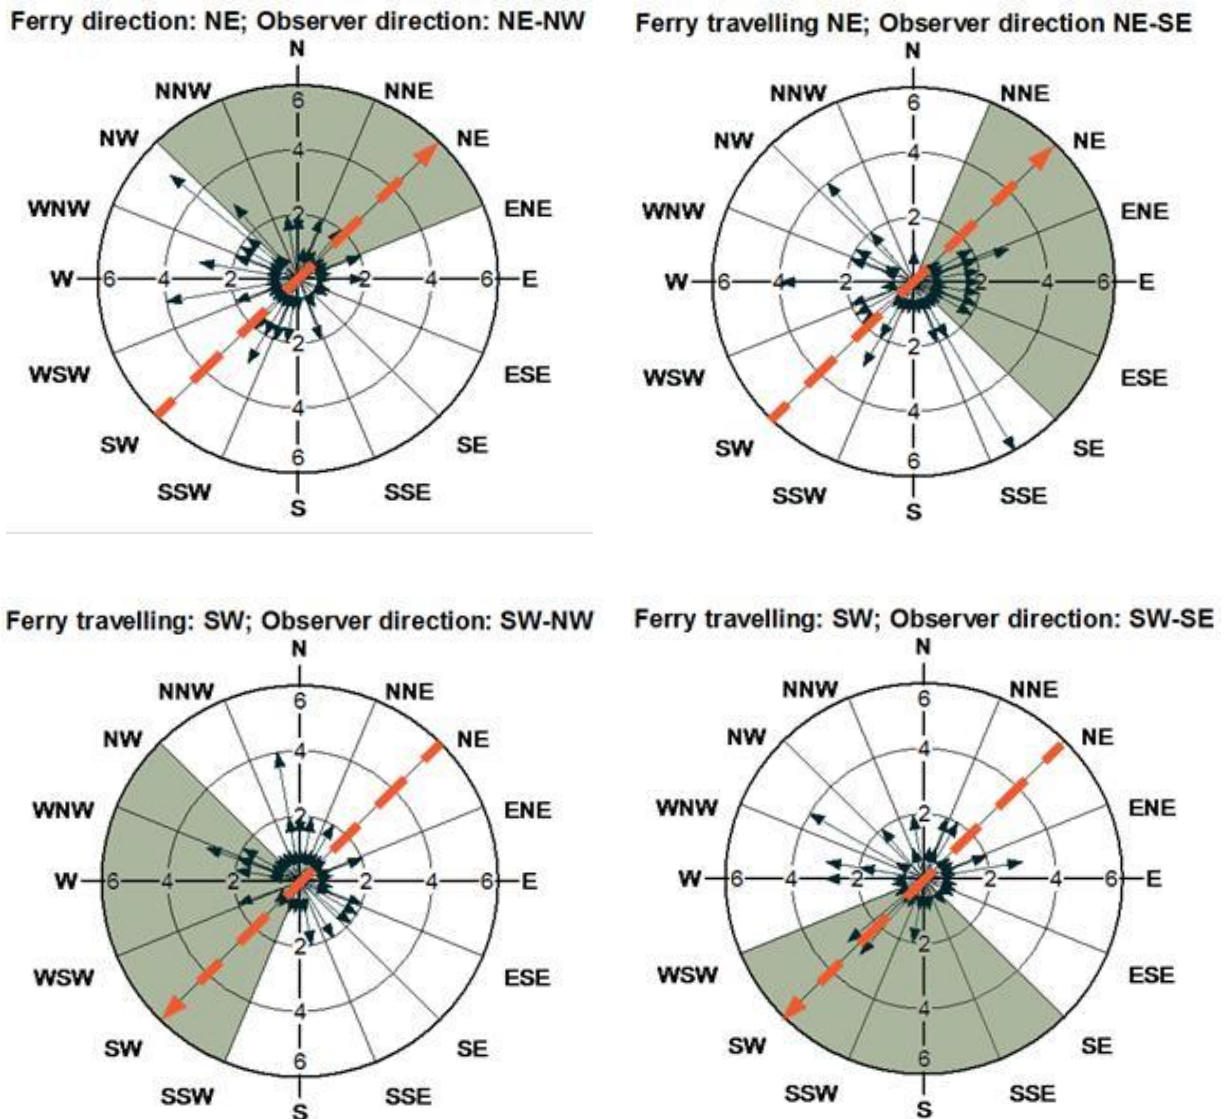 Ferry direction: NE; Observer direction: NE-NW
N
NNW NNE
NW NE
WNW ENE
W E
WSW ESE
SW SE
SSW SSE
S
6 4 2 2 4 6
6 4 2 2 4 6
Ferry travelling NE; Observer direction NE-SE
N
NNW NNE
NW NE
WNW ENE
W E
WSW ESE
SW SE
SSW SSE
S
6 4 2 2 4 6
6 4 2 2 4 6
Ferry travelling: SW; Observer direction: SW-NW
N
NNW NNE
NW NE
WNW ENE
W E
WSW ESE
SW SE
SSW SSE
S
6 4 2 2 4 6
6 4 2 2 4 6
Ferry travelling: SW; Observer direction: SW-SE
N
NNW NNE
NW NE
WNW ENE
W E
WSW ESE
SW SE
SSW SSE
S
6 4 2 2 4 6
6 4 2 2 4 6